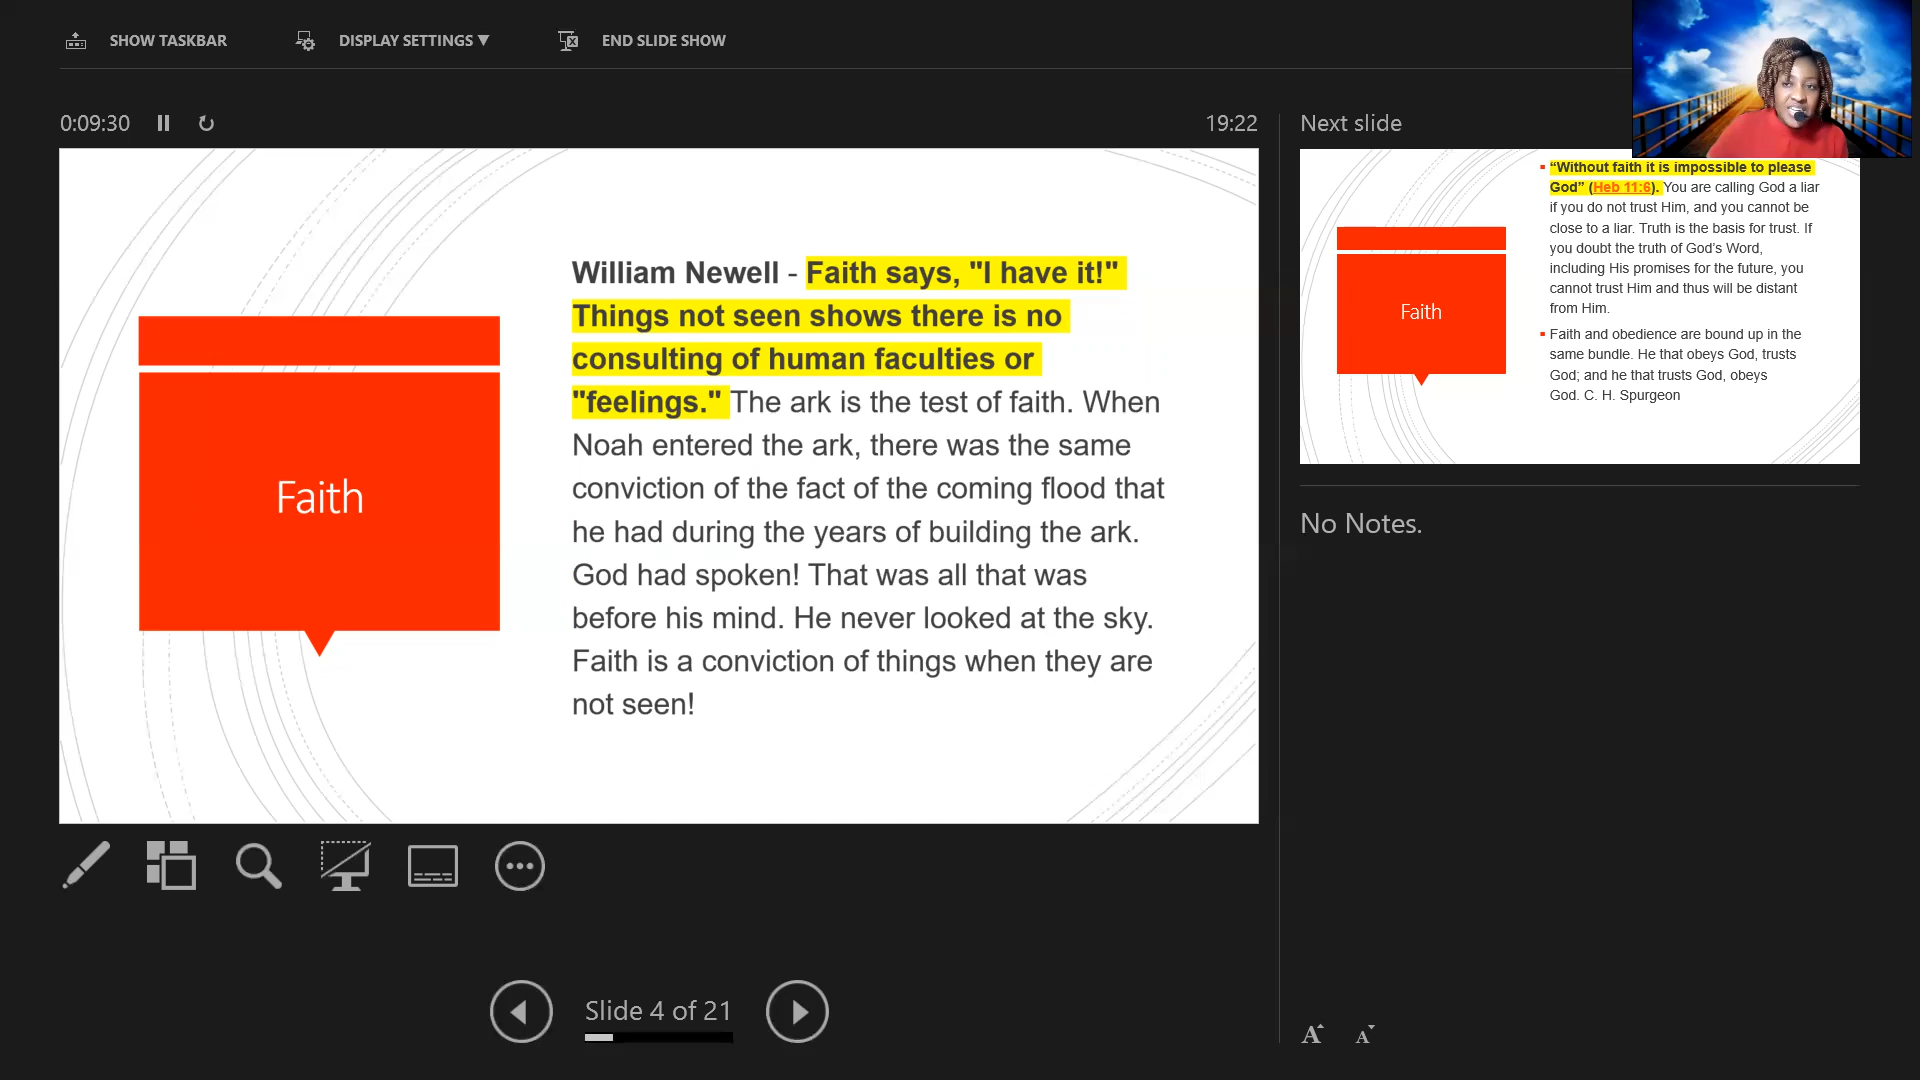 SHOW TASKBAR
DISPLAY SETTINGS ▼
END SLIDE SHOW
0:09:30
19:22
Next slide
William Newell - Faith says, "I have it!"
Things not seen shows there is no
consulting of human faculties or
"feelings." The ark is the test of faith. When
Noah entered the ark, there was the same
conviction of the fact of the coming flood that
he had during the years of building the ark.
God had spoken! That was all that was
before his mind. He never looked at the sky.
Faith is a conviction of things when they are
not seen!
Faith
“Without faith it is impossible to please
God” (Heb 11:6). You are calling God a liar
if you do not trust Him, and you cannot be
close to a liar. Truth is the basis for trust. If
you doubt the truth of God’s Word,
including His promises for the future, you
cannot trust Him and thus will be distant
from Him.
Faith and obedience are bound up in the
same bundle. He that obeys God, trusts
God; and he that trusts God, obeys
God. C. H. Spurgeon
Faith
No Notes.
Slide 4 of 21
A A